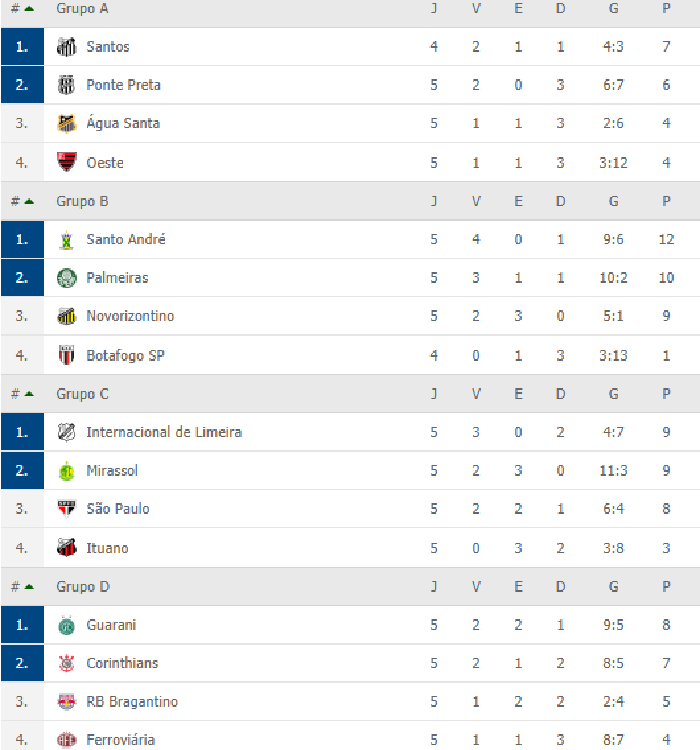 # Grupo A J V E D G P
1. Santos 4 2 1 1 4:3 7
2. Ponte Preta 5 2 0 3 6:7 6
3. Água Santa 5 1 1 3 2:6 4
4. Oeste 5 1 1 3 3:12 4
# Grupo B J V E D G P
1. Santo André 5 4 0 1 9:6 12
2. Palmeiras 5 3 1 1 10:2 10
3. Novorizontino 5 2 3 0 5:1 9
4. Botafogo SP 4 0 1 3 3:13 1
# Grupo C J V E D G P
1. Internacional de Limeira 5 3 0 2 4:7 9
2. Mirassol 5 2 3 0 11:3 9
3. São Paulo 5 2 2 1 6:4 8
4. Ituano 5 0 3 2 3:8 3
# Grupo D J V E D G P
1. Guarani 5 2 2 1 9:5 8
2. Corinthians 5 2 1 2 8:5 7
3. RB Bragantino 5 1 2 2 2:4 5
4. Ferroviária 5 1 1 3 8:7 4